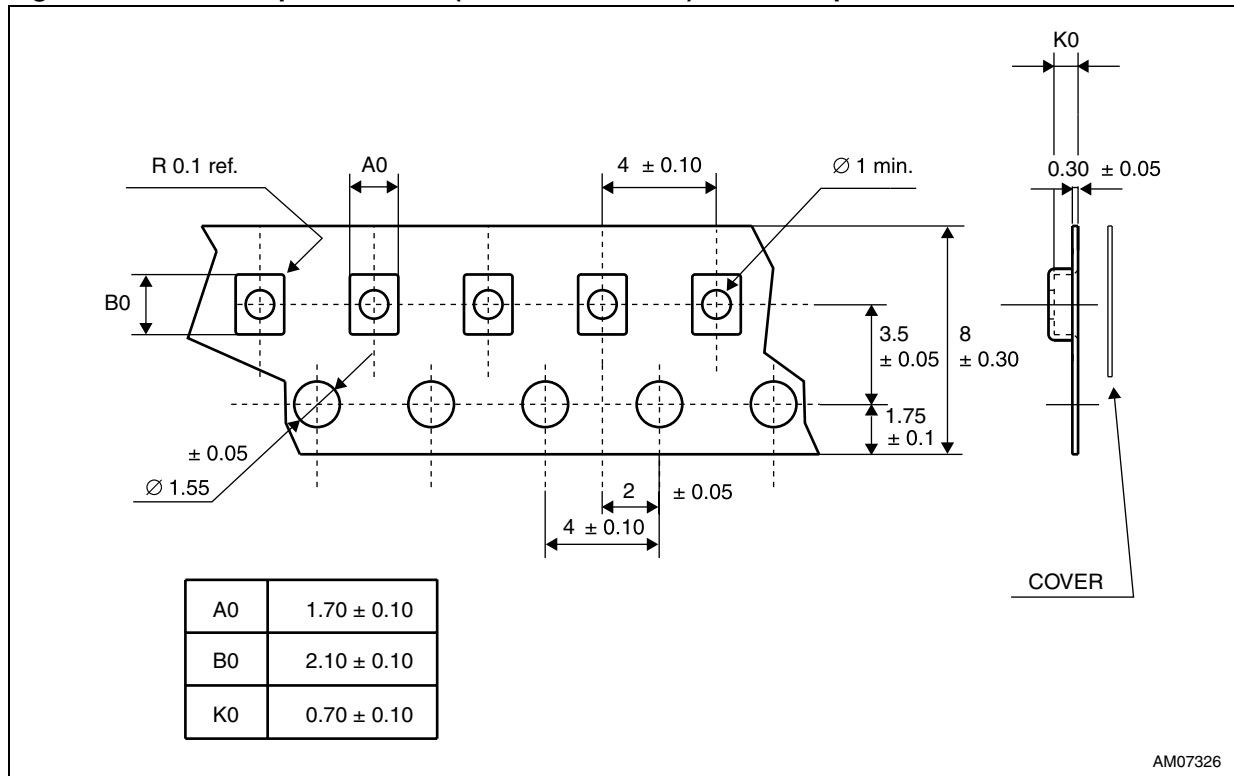 K0
R 0.1 ref.
A0
4 ± 0.10
∅ 1 min.
0.30 ± 0.05
B0
3.5
± 0.05
8
± 0.30
1.75
± 0.1
± 0.05
∅ 1.55
2 ± 0.05
4 ± 0.10
COVER
A0 1.70 ± 0.10
B0 2.10 ± 0.10
K0 0.70 ± 0.10
AM07326